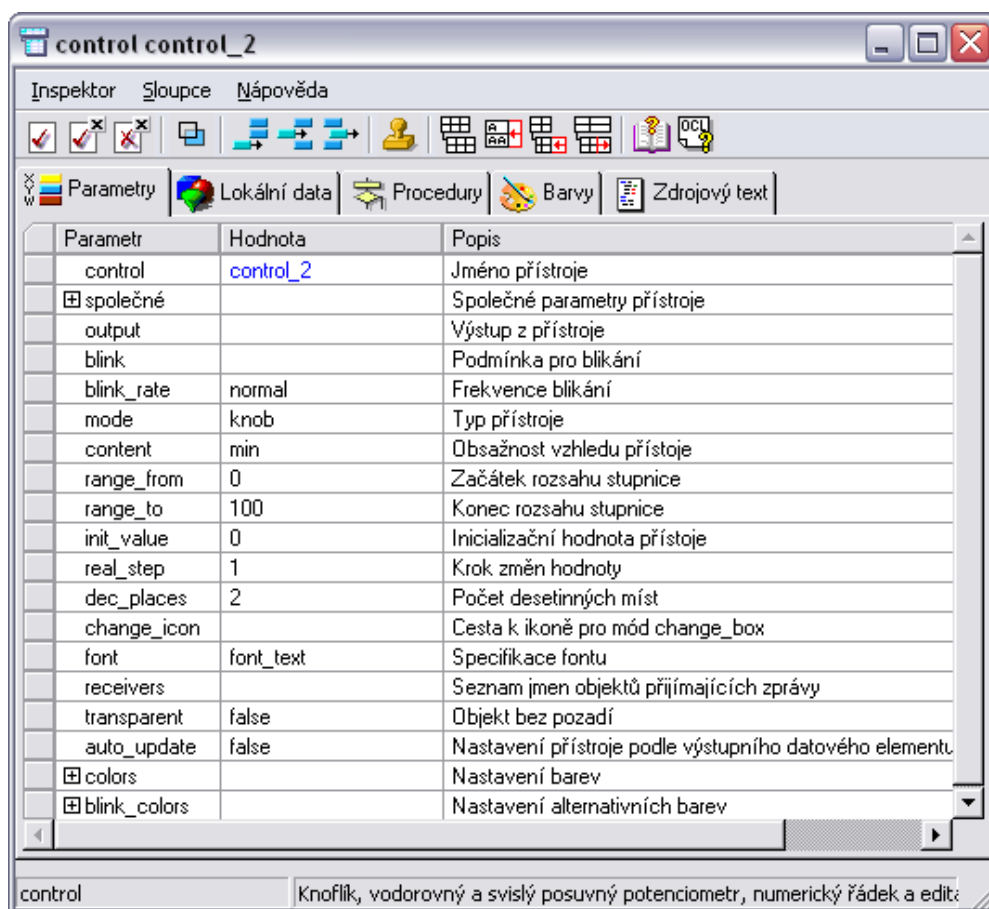 control control_2
Inspektor Sloupce Nápověda
Parametry Lokální data Procedury Barvy Zdrojový text
Parametr Hodnota Popis
control control_2 Jméno přístroje
společné Společné parametry přístroje
output Výstup z přístroje
blink Podmínka pro blikání
blink_rate normal Frekvence blikání
mode knob Typ přístroje
content min Obsažnost vzhledu přístoje
range_from 0 Začátek rozsahu stupnice
range_to 100 Konec rozsahu stupnice
init_value 0 Inicializační hodnota přístoje
real_step 1 Krok změn hodnoty
dec_places 2 Počet desetinných míst
change_icon Cesta k ikoně pro mód change_box
font font_text Specifikace fontu
receivers Seznam jmen objektů přijímajících zprávy
transparent false Objekt bez pozadí
auto_update false Nastavení přístroje podle výstupního datového elementu
colors Nastavení barev
blink_colors Nastavení alternativních barev
control Knoflík, vodorovný a svislý posuvný potenciometr, numerický řádek a edita